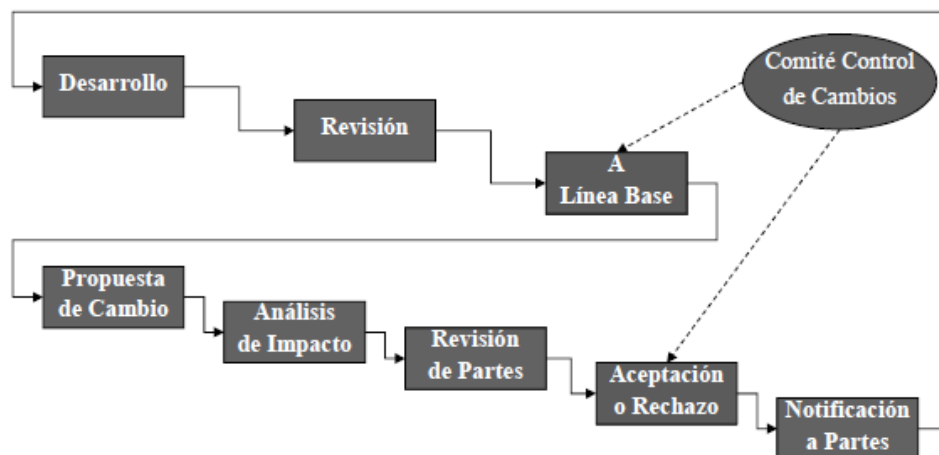 Desarrollo
Comité Control
de Cambios
Revisión
A
Línea Base
Propuesta
de Cambio
Análisis
de Impacto
Revisión
de Partes
Aceptación
o Rechazo
Notificación
a Partes